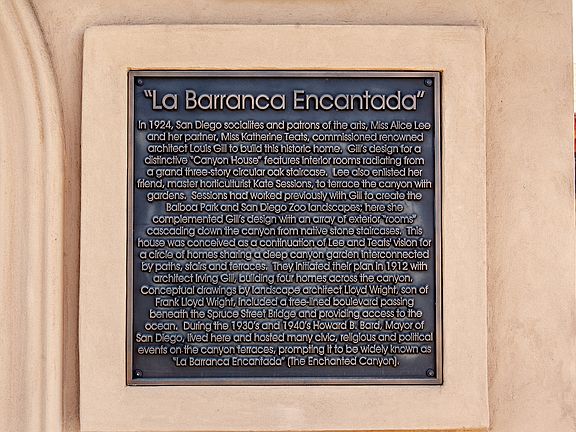 "La Barranca Encantada"
In 1924, San Diego socialites and patrons of the arts, Miss Alice Lee
and her partner, Miss Katherine Teats, commissioned renowned
architect Louis Gill to build this historic home. Gill's design for a
distinctive "Canyon House" features interior rooms radiating from
a grand three-story circular oak staircase. Lee also enlisted her
friend, master horticulturist Kate Sessions, to terrace the canyon with
gardens. Sessions had worked previously with Gill to create the
Balboa Park and San Diego Zoo landscapes; here she
complemented Gill's design with an array of exterior "rooms"
cascading down the canyon from native stone staircases. This
house was conceived as a continuation of Lee and Teats' vision for
a circle of homes sharing a deep canyon garden interconnected
by paths, stairs and terraces. They initiated their plan in 1912 with
architect Irving Gill, building four homes across the canyon.
Conceptual drawings by landscape architect Lloyd Wright, son of
Frank Lloyd Wright, included a tree-lined boulevard passing
beneath the Spruce Street Bridge and providing access to the
ocean. During the 1930's and 1940's Howard B. Bard, Mayor of
San Diego, lived here and hosted many civic, religious and political
events on the canyon terraces, prompting it to be widely known as
"La Barranca Encantada" (The Enchanted Canyon).